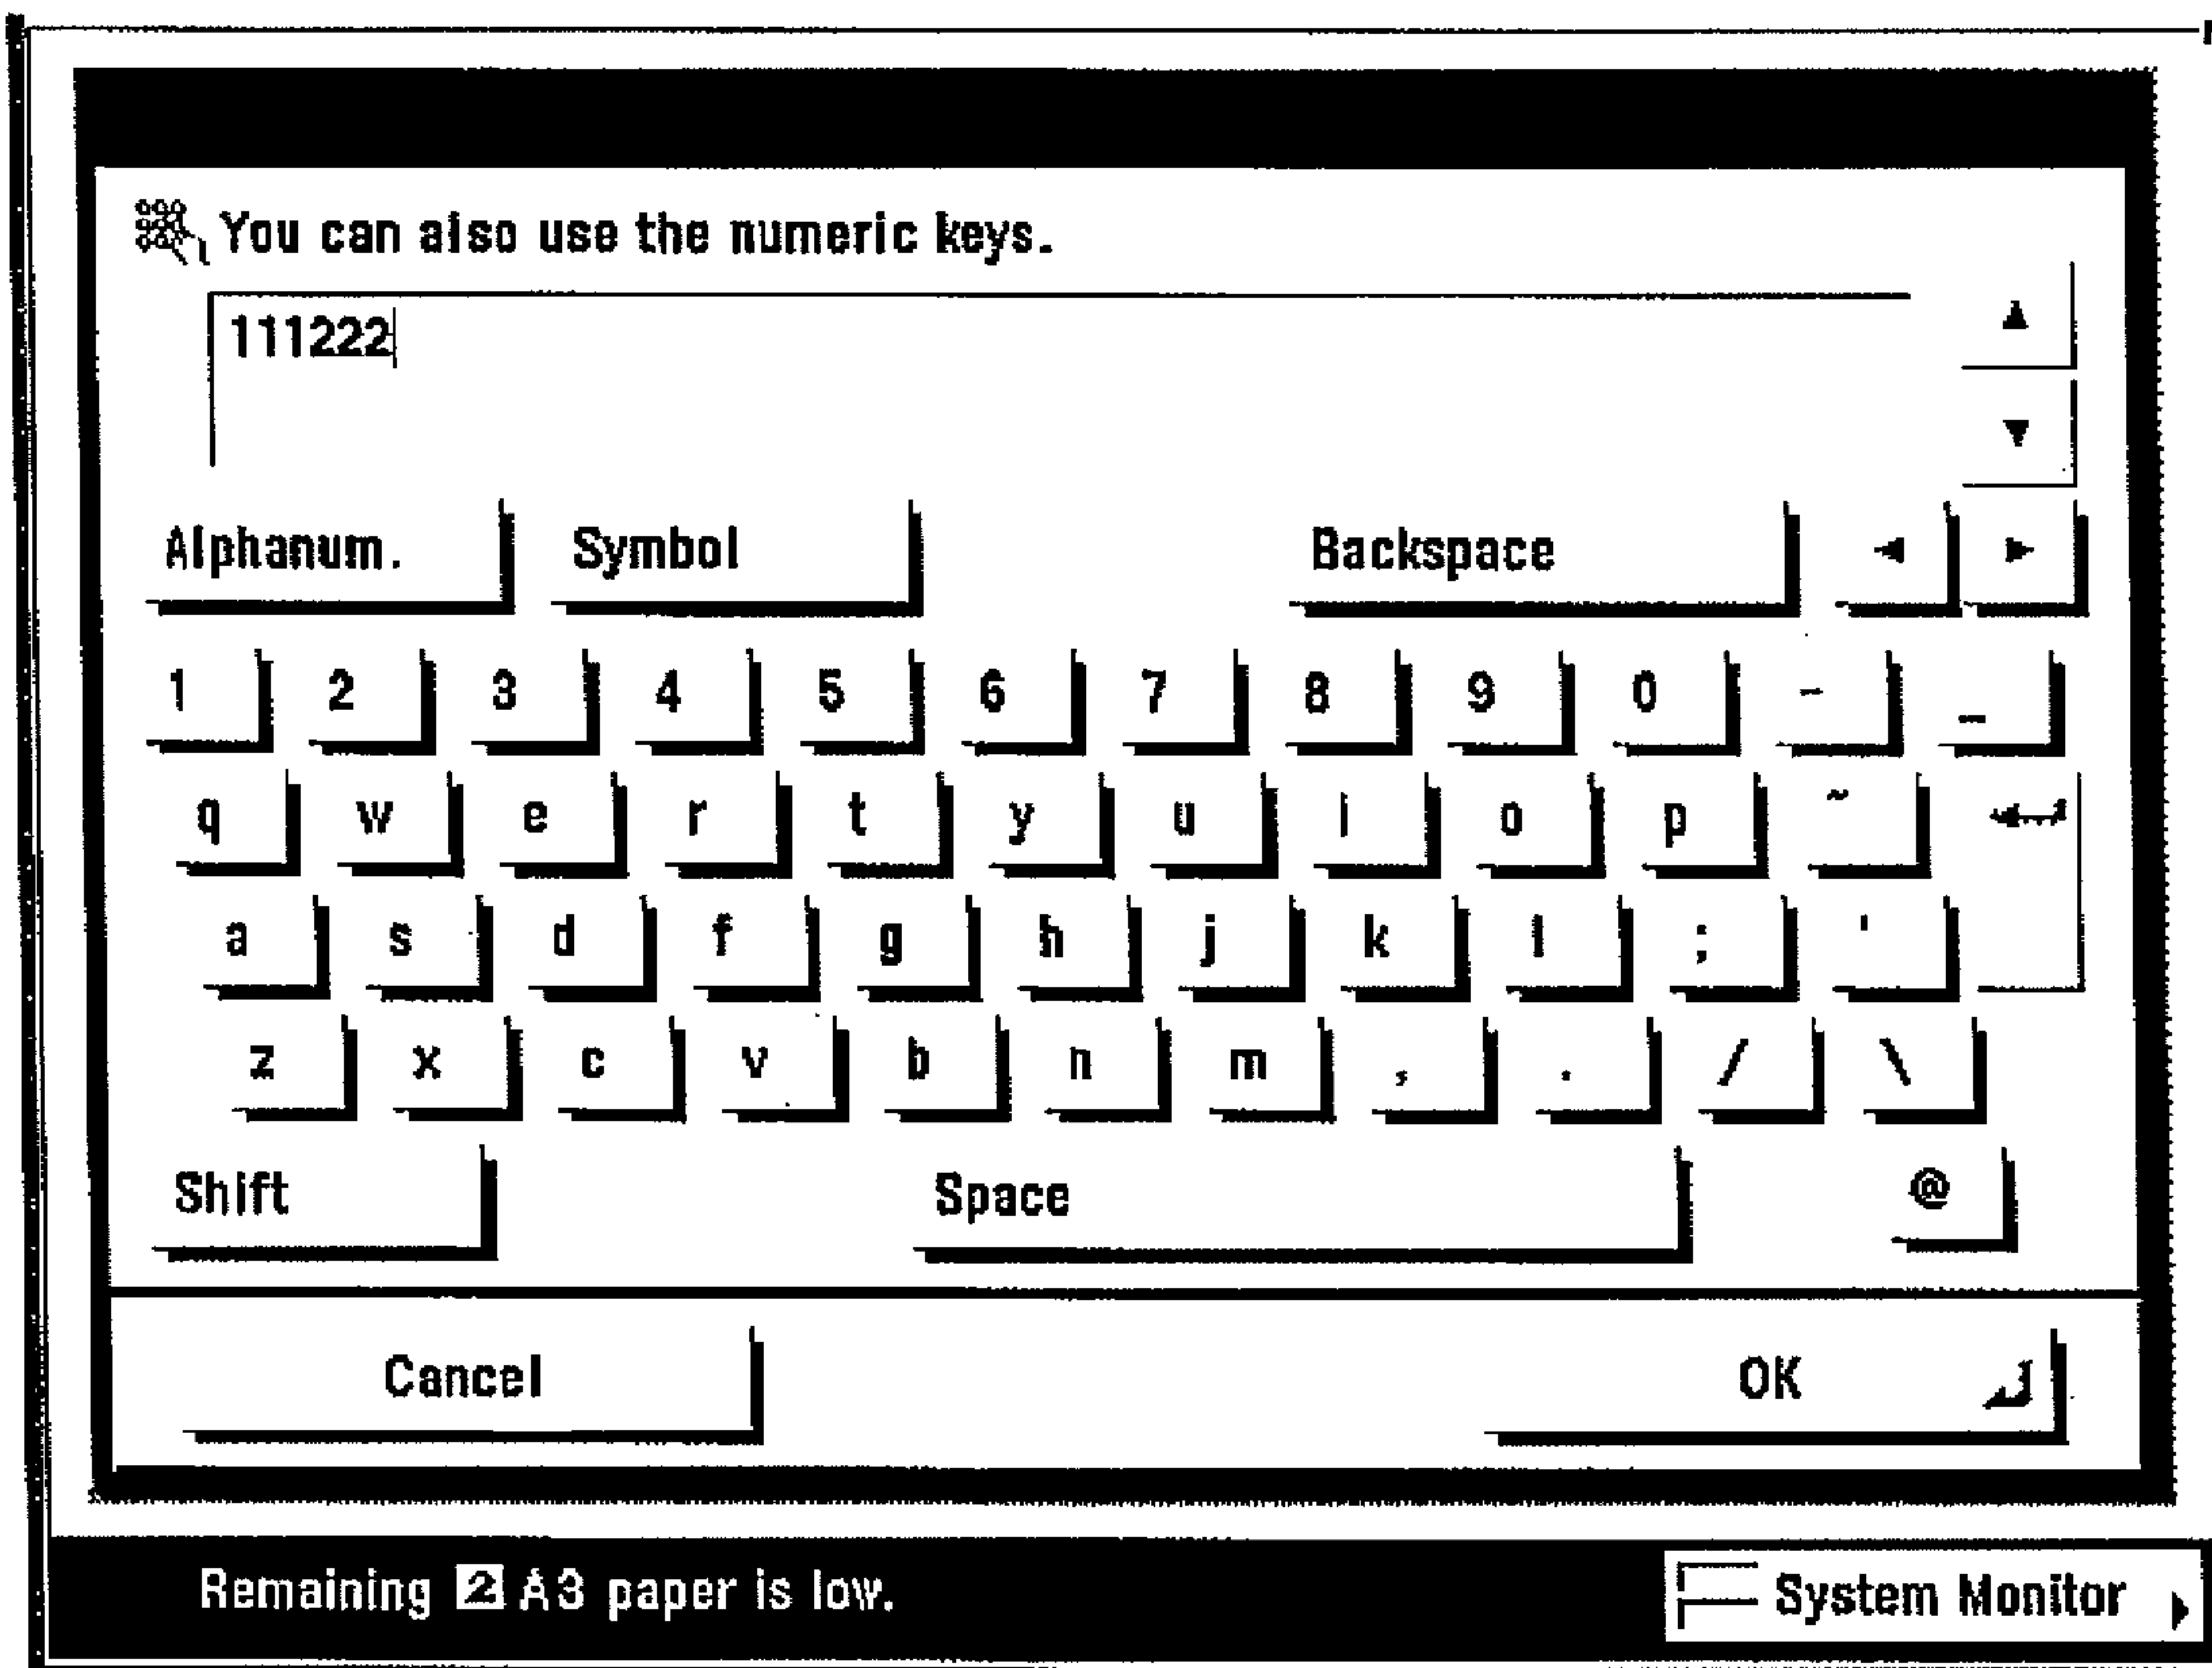 You can also use the numeric keys.
111222
▲
▼
Alphanum. Symbol Backspace ◄ ►
1 2 3 4 5 6 7 8 9 0 - _
q w e r t y u i o p ~
a s d f g h j k l ; '
z x c v b n m , . / \
Shift Space @
Cancel OK
Remaining 2 A3 paper is low. System Monitor